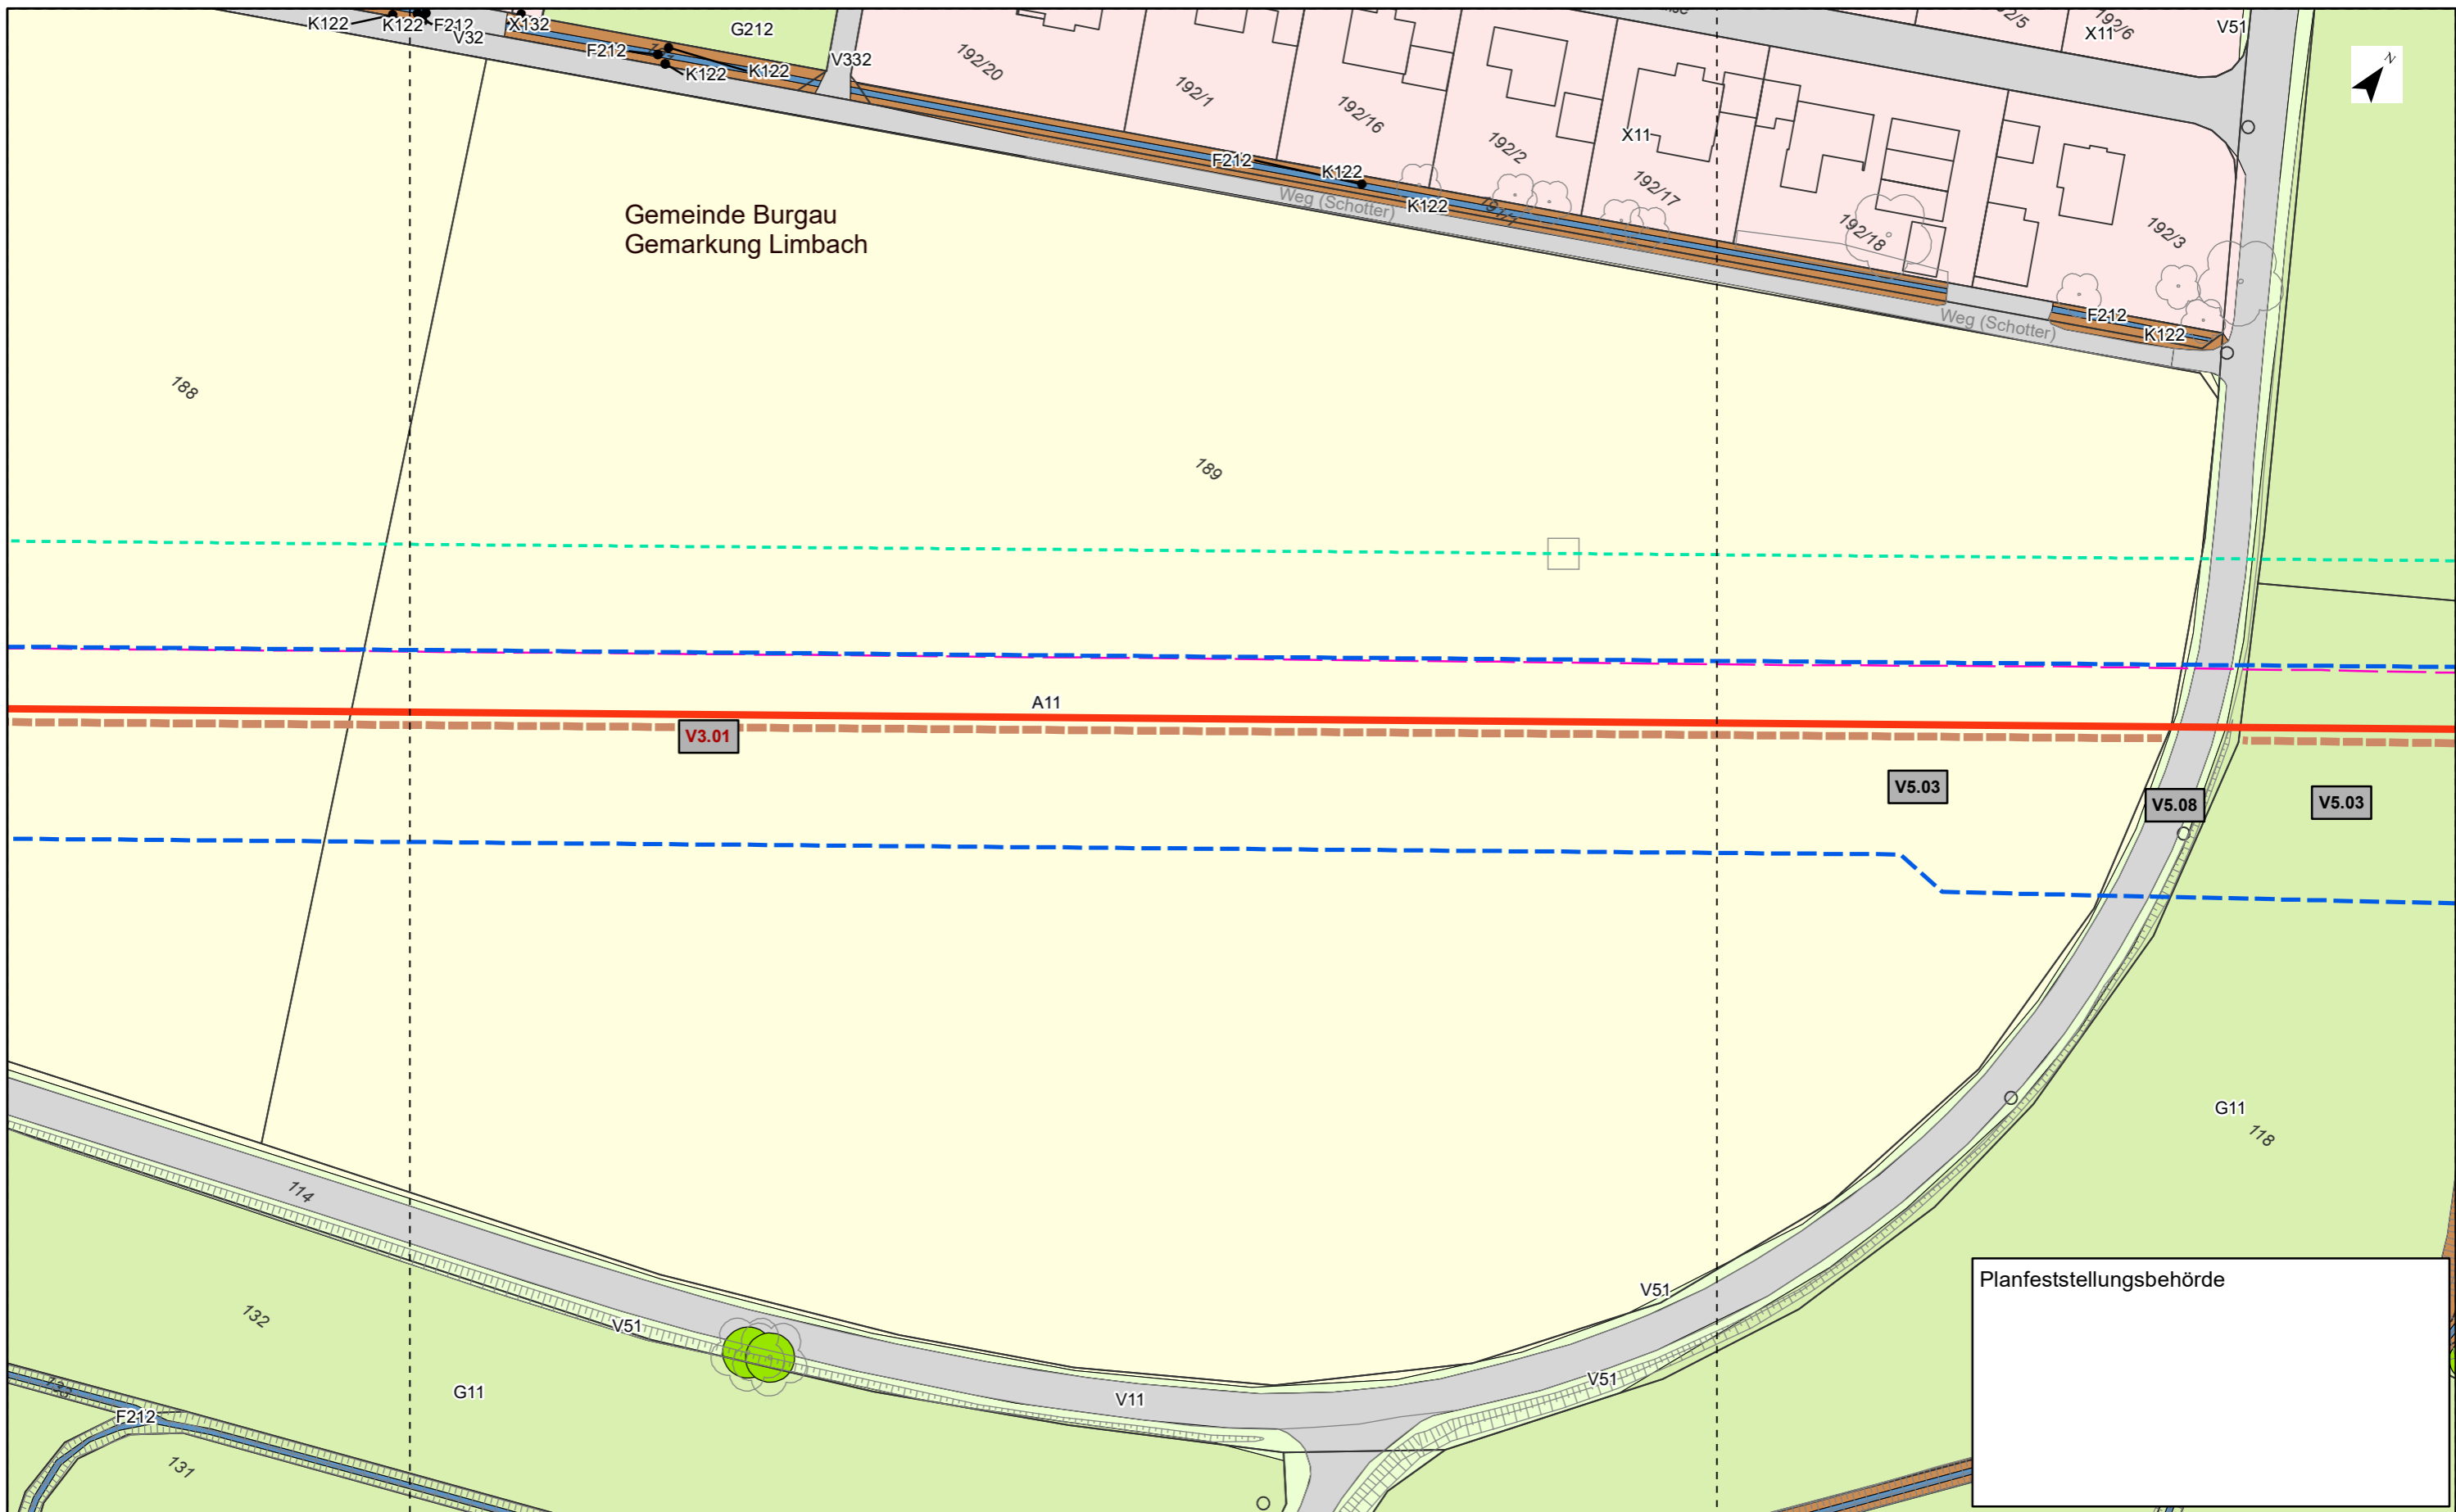 K122
K122
F212
V32
X132
F212
K122
K122
G212
V332
192/20
192/1
192/16
192/2
X11
192/17
192/18
192/3
192/6
X11
V51
N
F212
K122
Weg (Schotter)
K122
Weg (Schotter)
F212
K122
Gemeinde Burgau
Gemarkung Limbach
188
189
A11
V3.01
V5.03
V5.08
V5.03
G11
118
114
132
V51
V51
V51
V11
G11
F212
131
Planfeststellungsbehörde